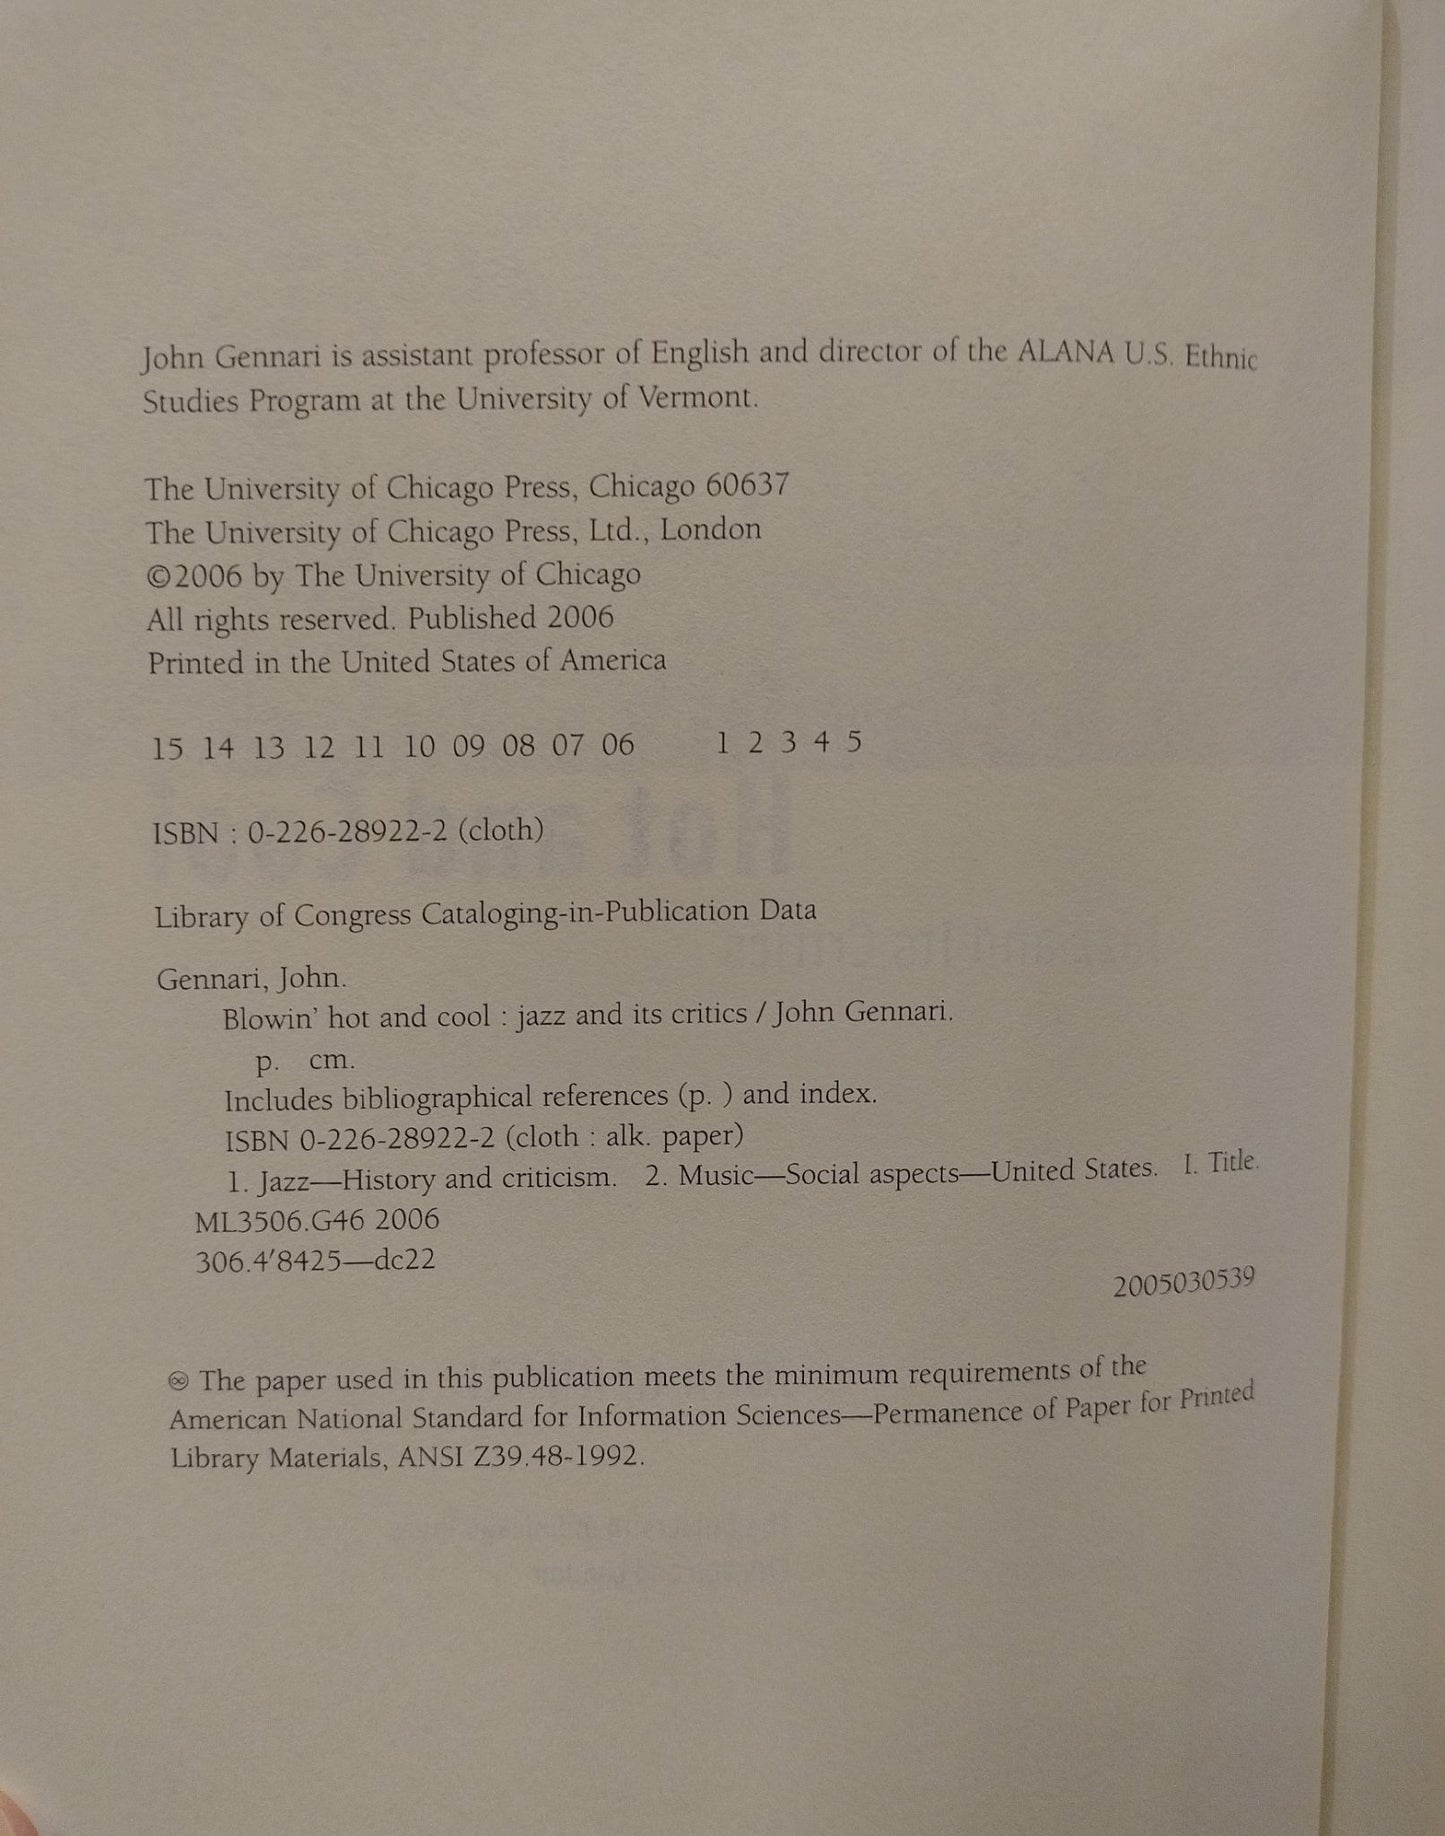 John Gennari is assistant professor of English and director of the ALANA U.S. Ethnic
Studies Program at the University of Vermont.
The University of Chicago Press, Chicago 60637
The University of Chicago Press, Ltd., London
©2006 by The University of Chicago
All rights reserved. Published 2006
Printed in the United States of America
15 14 13 12 11 10 09 08 07 06 1 2 3 4 5
ISBN : 0-226-28922-2 (cloth)
Library of Congress Cataloging-in-Publication Data
Gennari, John.
Blowin’ hot and cool : jazz and its critics / John Gennari.
p. cm.
Includes bibliographical references (p. ) and index.
ISBN 0-226-28922-2 (cloth : alk. paper)
1. Jazz—History and criticism. 2. Music—Social aspects—United States. I. Title.
ML3506.G46 2006
306.4′8425—dc22
2005030539
♾ The paper used in this publication meets the minimum requirements of the
American National Standard for Information Sciences—Permanence of Paper for Printed
Library Materials, ANSI Z39.48-1992.